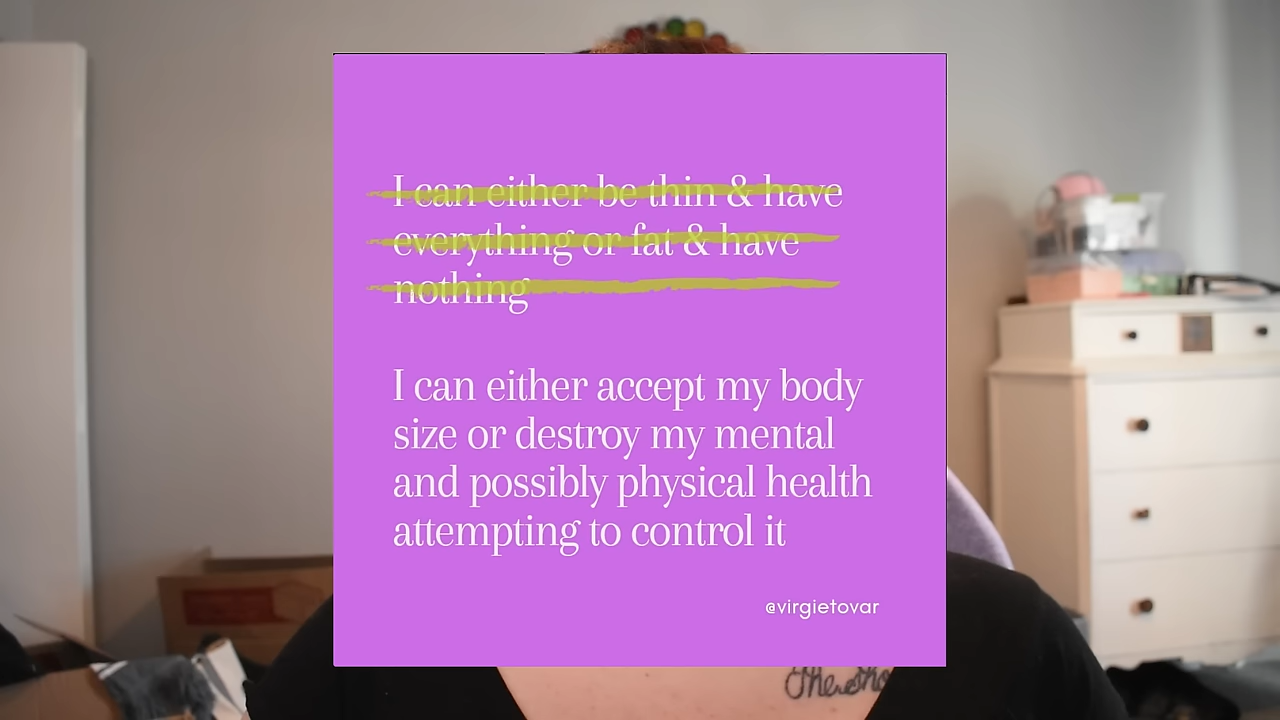 I can either be thin & have
everything or fat & have
nothing
I can either accept my body
size or destroy my mental
and possibly physical health
attempting to control it
@virgietovar